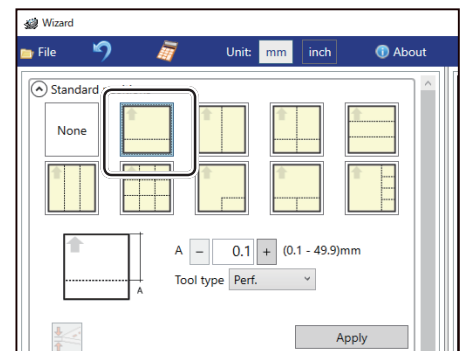 Wizard
File Unit: mm inch About
Standard
None
A − 0.1 + (0.1 - 49.9)mm
Tool type Perf.
A
Apply